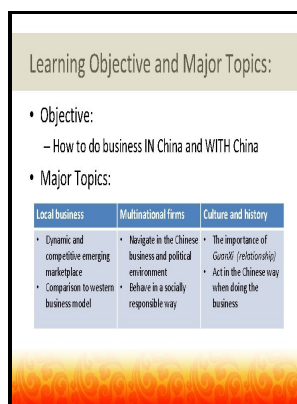 Learning Objective and Major Topics:
• Objective:
– How to do business IN China and WITH China
• Major Topics:
Local business
Multinational firms
Culture and history
• Dynamic and
competitive emerging
marketplace
• Comparison to western
business model
• Navigate in the Chinese
business and political
environment
• Behave in a socially
responsible way
• The importance of
GuanXi (relationship)
• Act in the Chinese way
when doing the
business